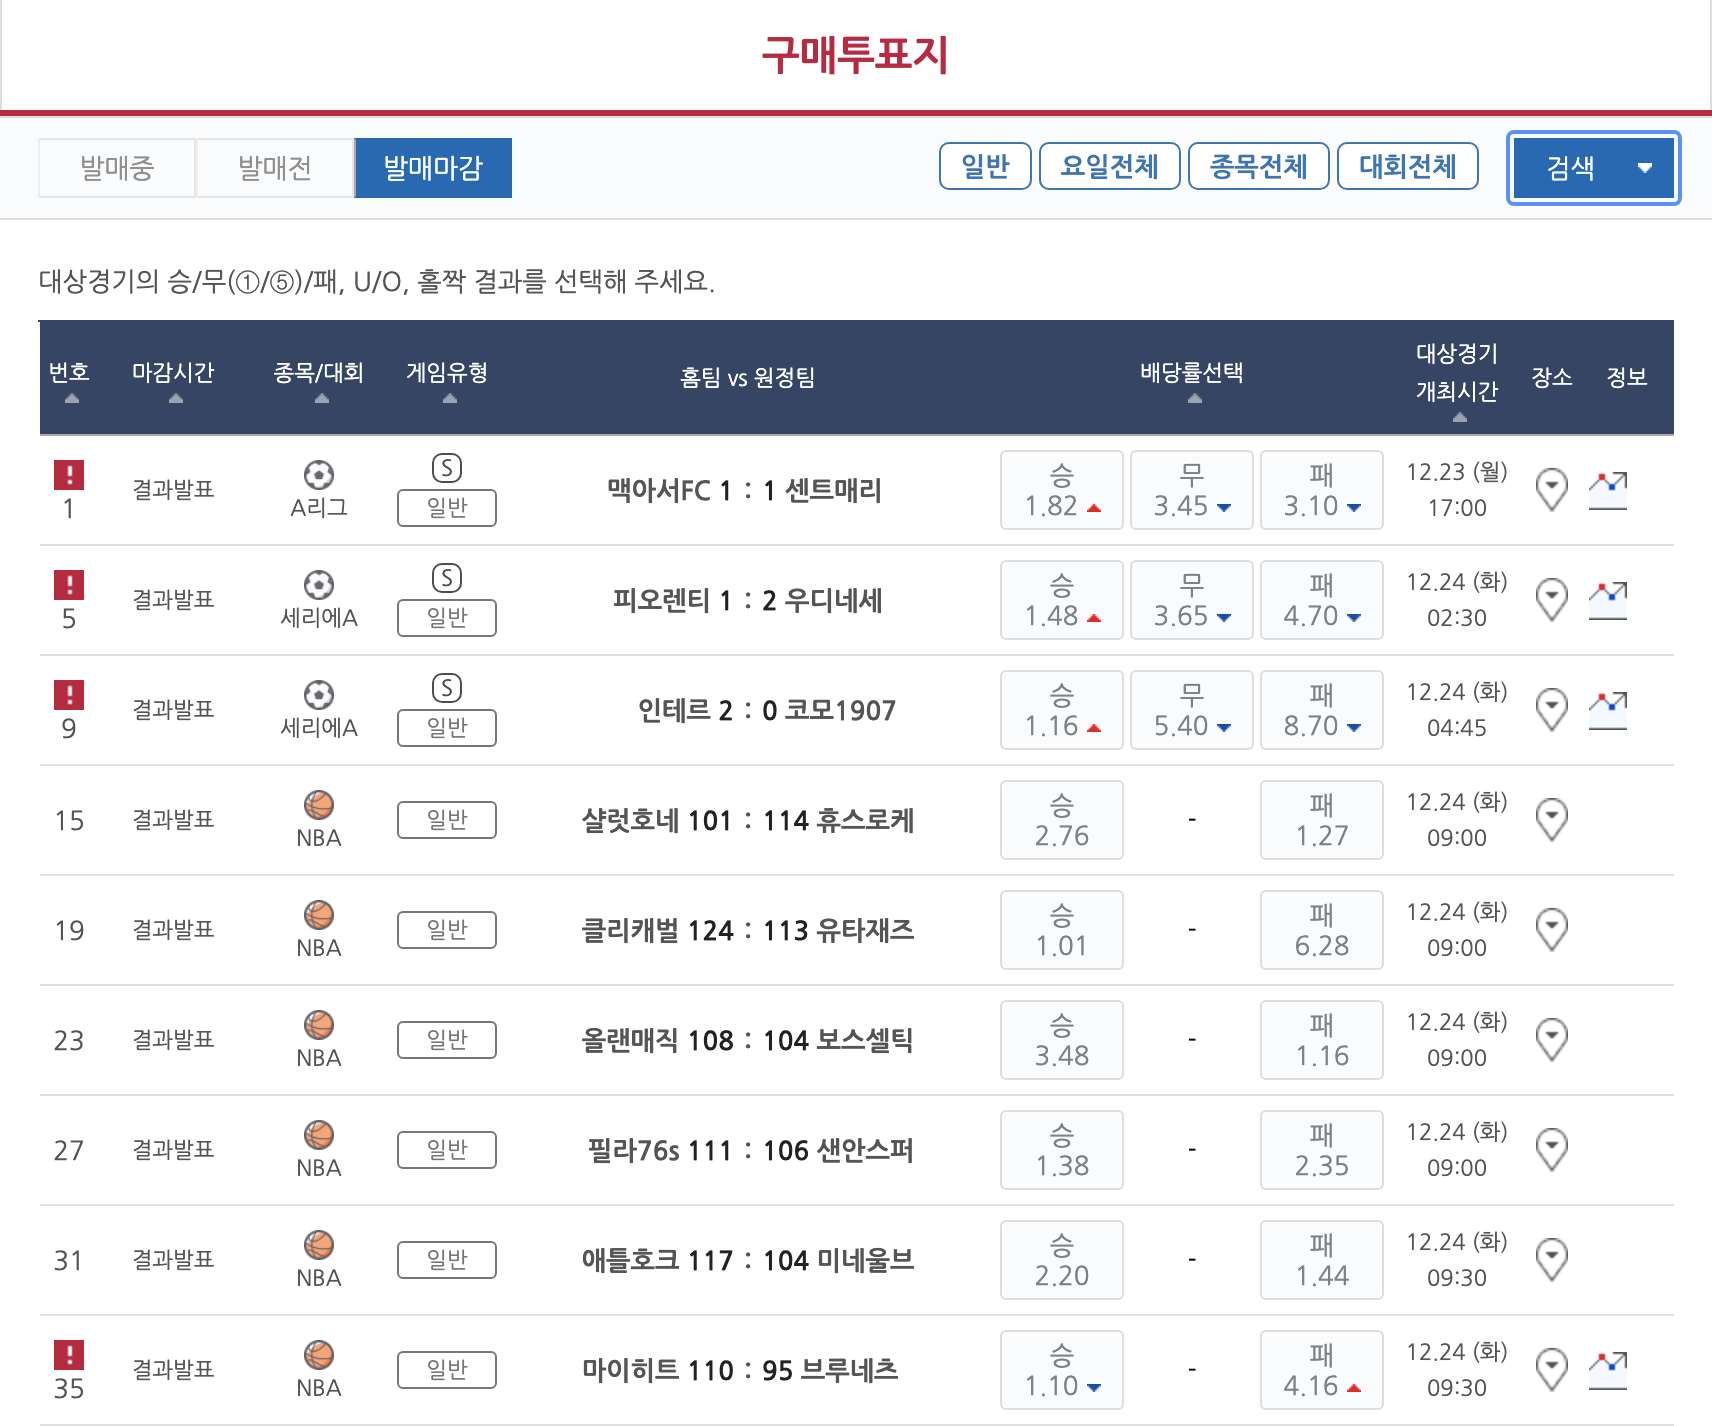 구매투표지
발매중 발매전 발매마감 일반 요일전체 종목전체 대회전체 검색
대상경기의 승/무(①/⑤)/패, U/O, 홀짝 결과를 선택해 주세요.
번호 마감시간 종목/대회 게임유형 홈팀 vs 원정팀 배당률선택 대상경기 개최시간 장소 정보
! 1 결과발표 A리그 S 일반 맥아서FC 1 : 1 센트매리 승 1.82 무 3.45 패 3.10 12.23 (월) 17:00
! 5 결과발표 세리에A S 일반 피오렌티 1 : 2 우디네세 승 1.48 무 3.65 패 4.70 12.24 (화) 02:30
! 9 결과발표 세리에A S 일반 인테르 2 : 0 코모1907 승 1.16 무 5.40 패 8.70 12.24 (화) 04:45
15 결과발표 NBA 일반 샬럿호네 101 : 114 휴스로케 승 2.76 - 패 1.27 12.24 (화) 09:00
19 결과발표 NBA 일반 클리캐벌 124 : 113 유타재즈 승 1.01 - 패 6.28 12.24 (화) 09:00
23 결과발표 NBA 일반 올랜매직 108 : 104 보스셀틱 승 3.48 - 패 1.16 12.24 (화) 09:00
27 결과발표 NBA 일반 필라76s 111 : 106 샌안스퍼 승 1.38 - 패 2.35 12.24 (화) 09:00
31 결과발표 NBA 일반 애틀호크 117 : 104 미네울브 승 2.20 - 패 1.44 12.24 (화) 09:30
! 35 결과발표 NBA 일반 마이히트 110 : 95 브루네츠 승 1.10 - 패 4.16 12.24 (화) 09:30